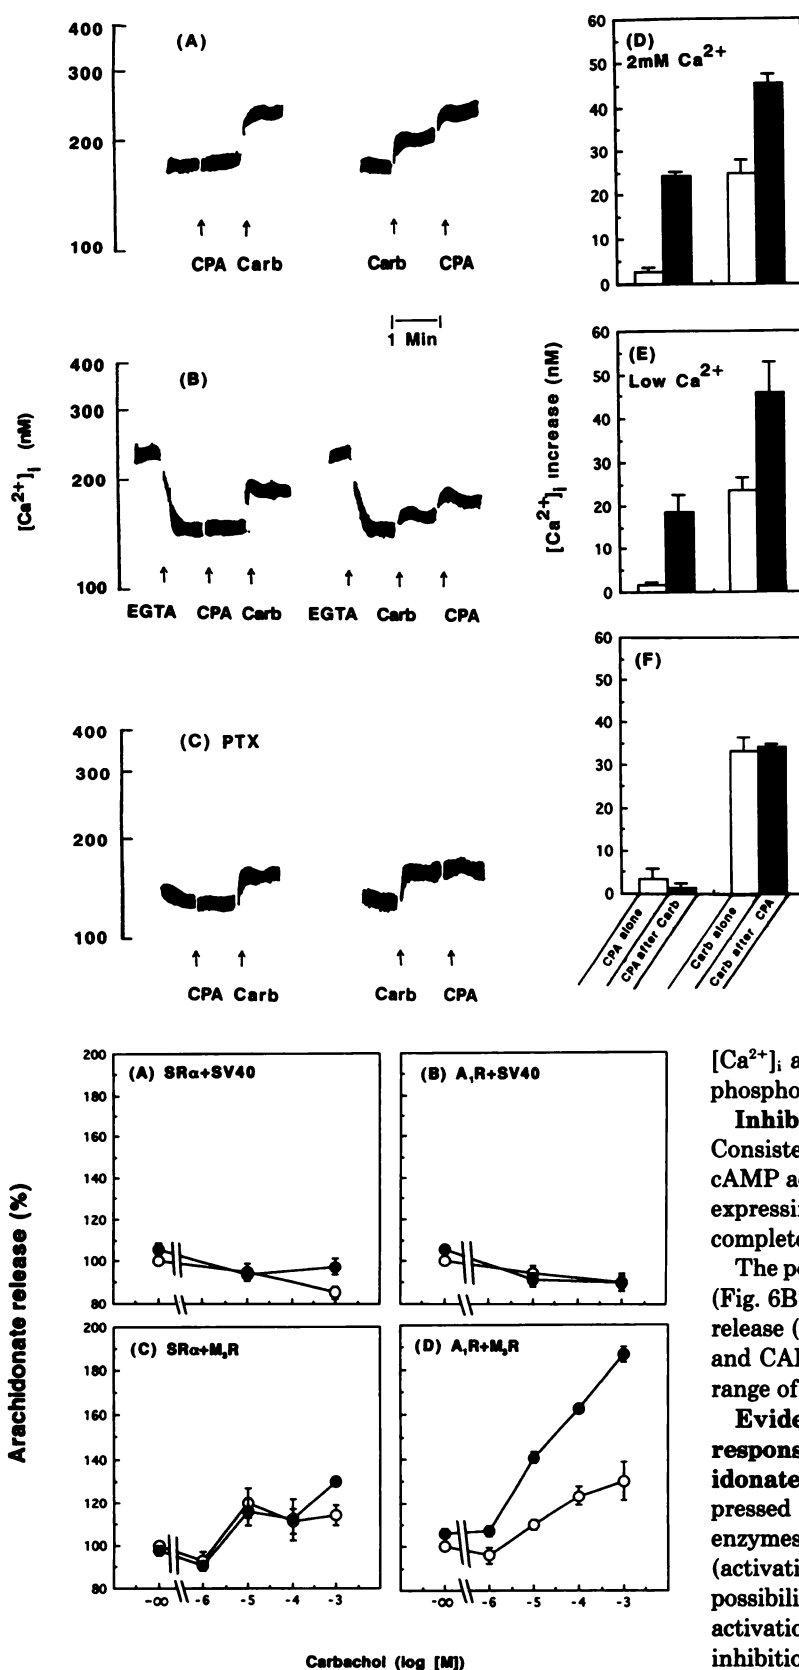 400
300
200
100
(A)
CPA Carb
Carb CPA
1 Min
[Ca²⁺]ᵢ (nM)
400
300
200
100
(B)
EGTA CPA Carb
EGTA Carb CPA
400
300
200
100
(C) PTX
CPA Carb
Carb CPA
[Ca²⁺]ᵢ increase (nM)
60
50
40
30
20
10
0
(D)
2mM Ca²⁺
60
50
40
30
20
10
0
(E)
Low Ca²⁺
60
50
40
30
20
10
0
(F)
CPA alone
CPA after Carb
Carb alone
Carb after CPA
Arachidonate release (%)
200
180
160
140
120
100
80
(A) SRα+SV40
(B) A₁R+SV40
200
180
160
140
120
100
80
(C) SRα+M₃R
(D) A₁R+M₃R
-∞ -6 -5 -4 -3
-∞ -6 -5 -4 -3
Carbachol (log [M])
[Ca²⁺]ᵢ a
phospho
Inhib
Consiste
cAMP a
expressi
complete
The p
(Fig. 6B
release (
and CA
range of
Evide
respons
idonate
pressed
enzymes
(activati
possibili
activatio
inhibitio